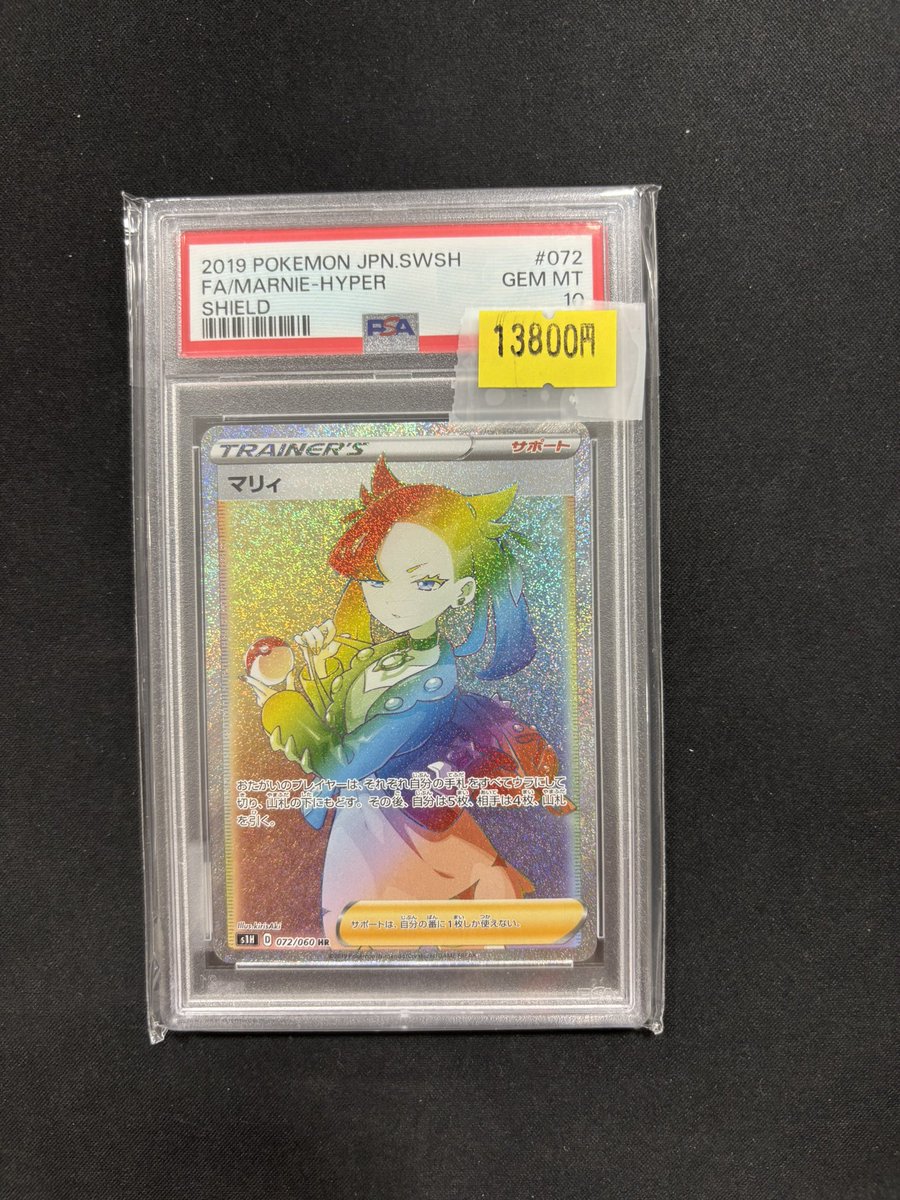 2019 POKEMON JPN.SWSH #072
FA/MARNIE-HYPER GEM MT
SHIELD 10
PSA
13800円
TRAINER'S サポート
マリィ
おたがいのプレイヤーは、それぞれ自分の手札をすべてウラにして
切り、山札の下にもどす。その後、自分は5枚、相手は4枚、山札
を引く。
Illus. kirisAki
サポートは、自分の番に1枚しか使えない。
s1H D 072/060 HR